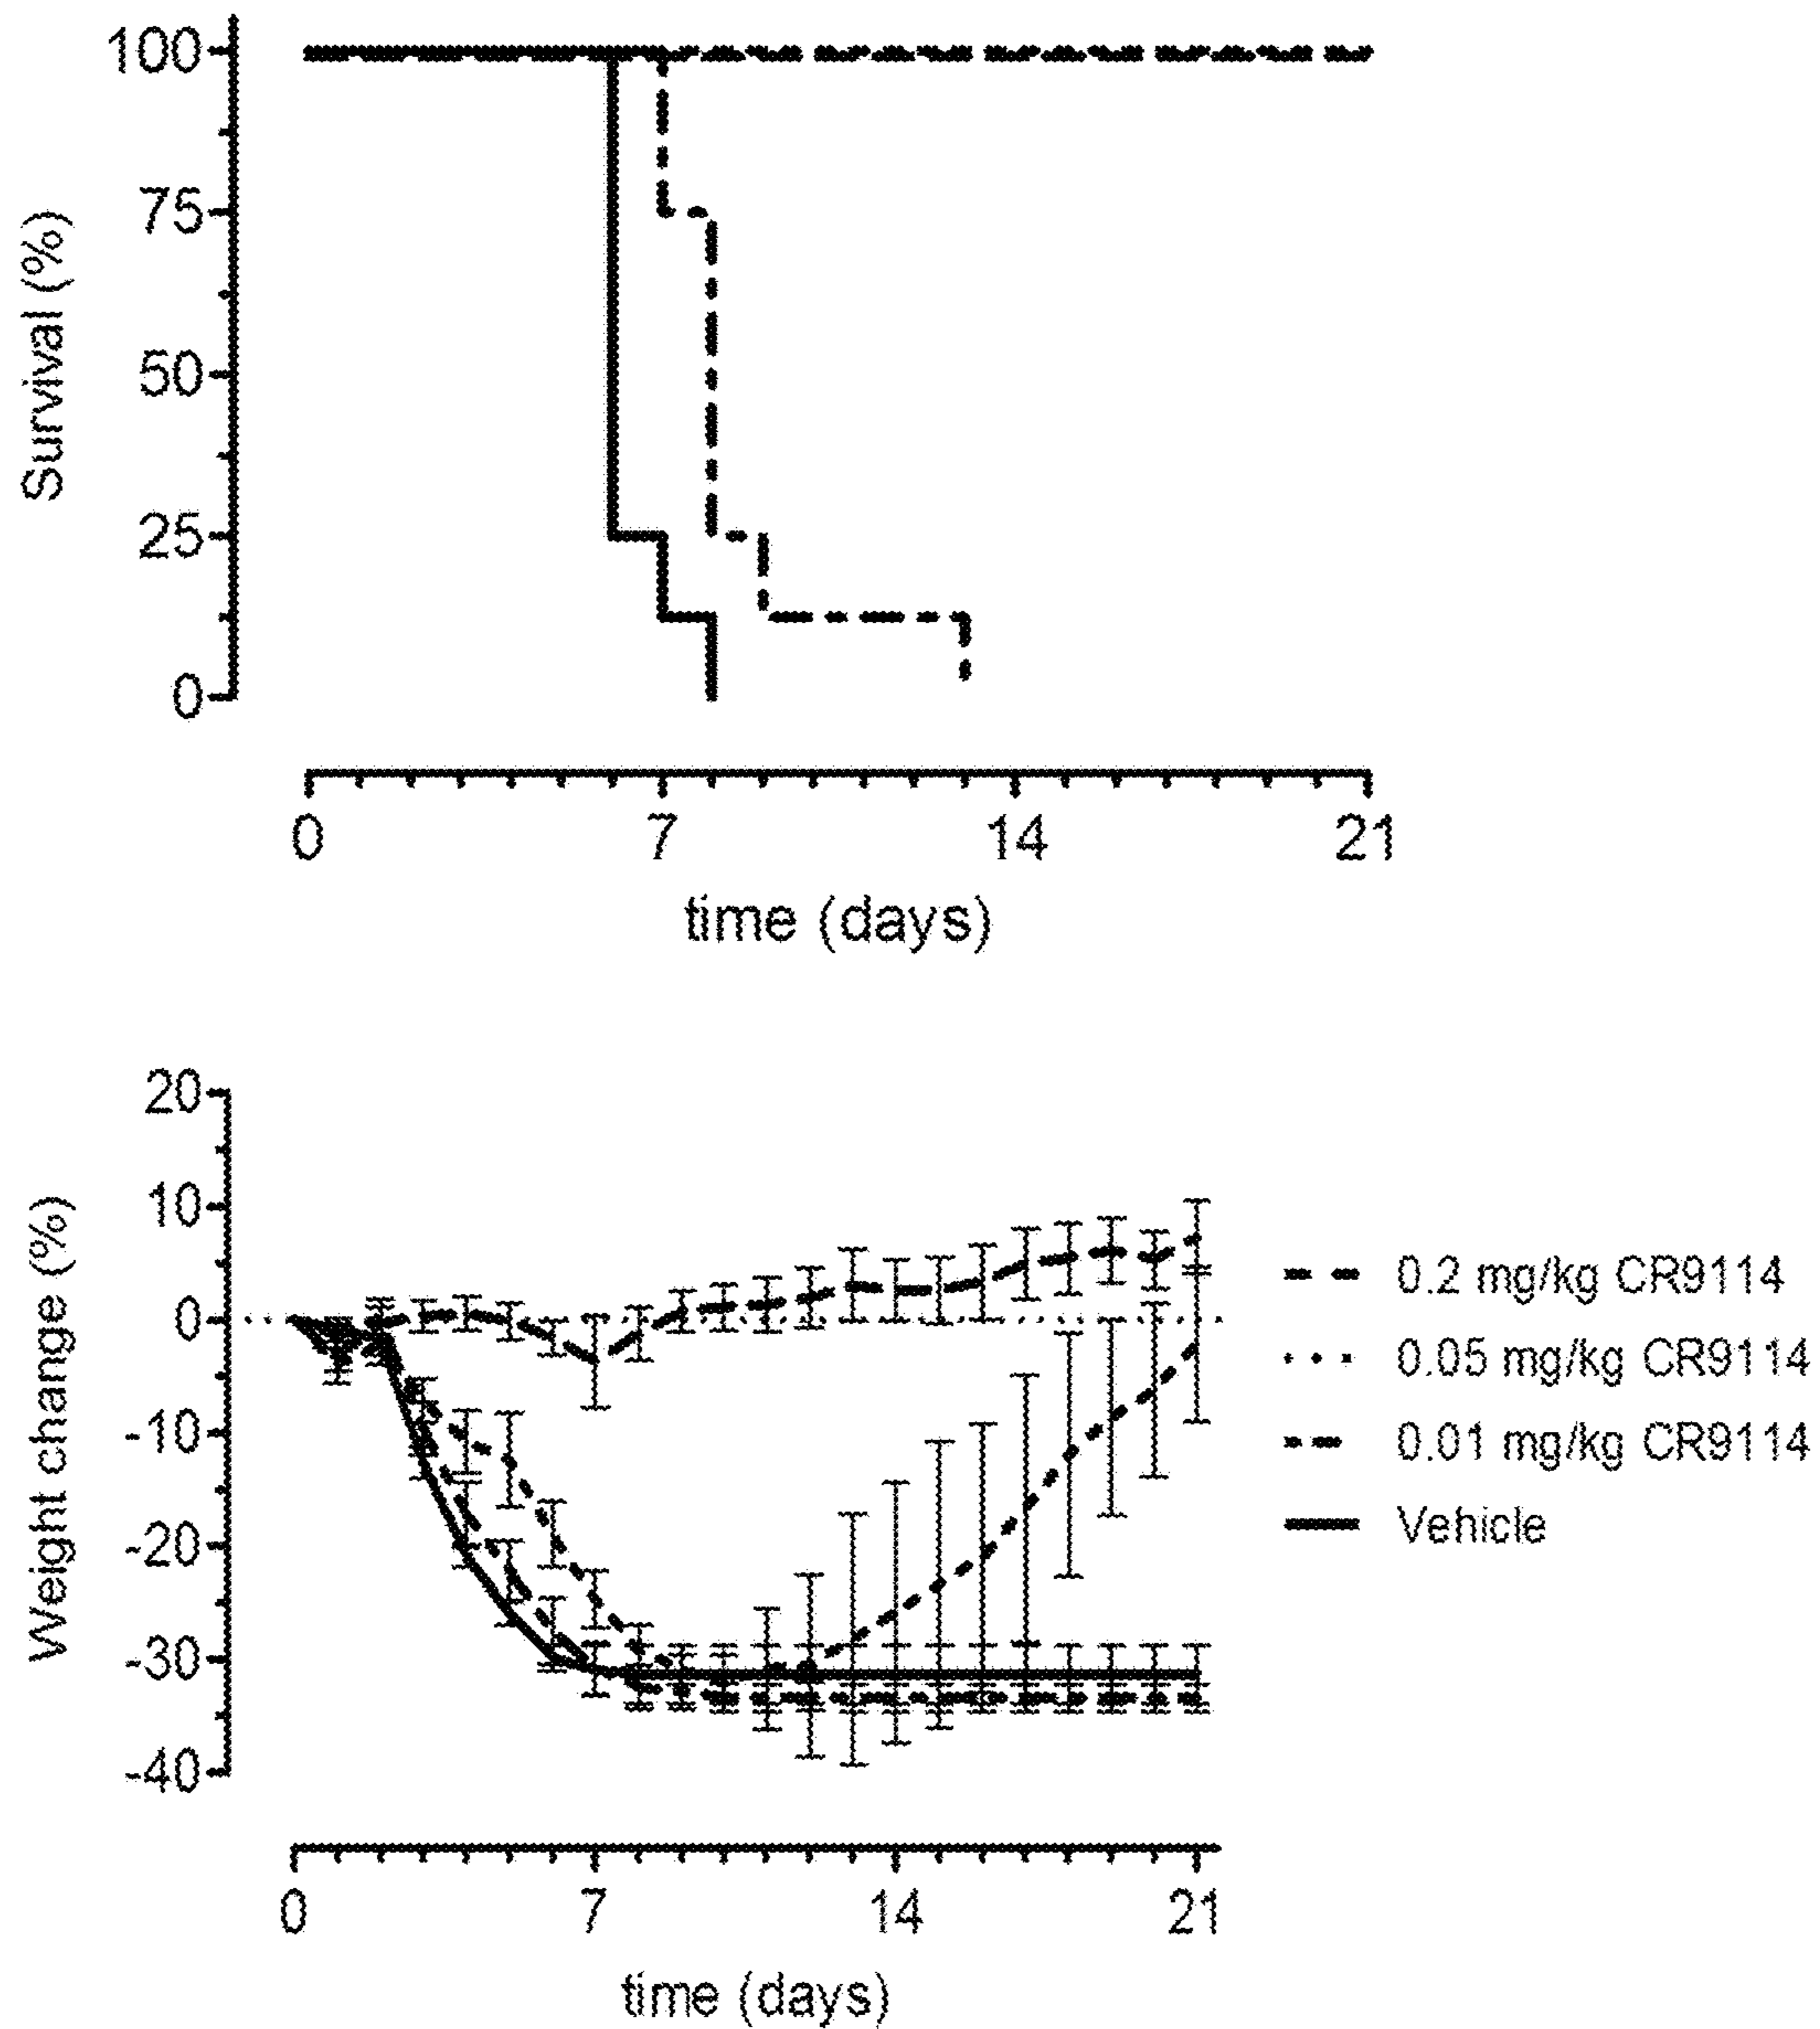 Survival (%)
100
75
50
25
0
0 7 14 21
time (days)
Weight change (%)
20
10
0
-10
-20
-30
-40
0.2 mg/kg CR9114
0.05 mg/kg CR9114
0.01 mg/kg CR9114
Vehicle
0 7 14 21
time (days)